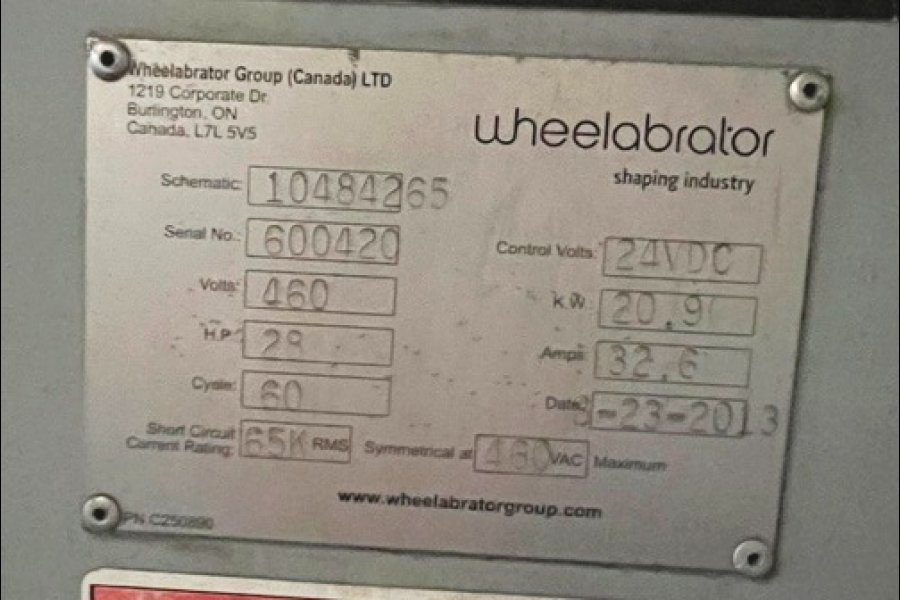 Wheelabrator Group (Canada) LTD
1219 Corporate Dr.
Burlington, ON
Canada, L7L 5V5
wheelabrator
shaping industry
Schematic: 10484265
Serial No.: 600420
Volts: 460
H.P.
Cycle: 60
Control Volts: 24VDC
K.W. 20.9
Amps: 32.6
Date: -23-2013
Short Circuit
Current Rating: 65K RMS Symmetrical at 460 VAC Maximum
www.wheelabratorgroup.com